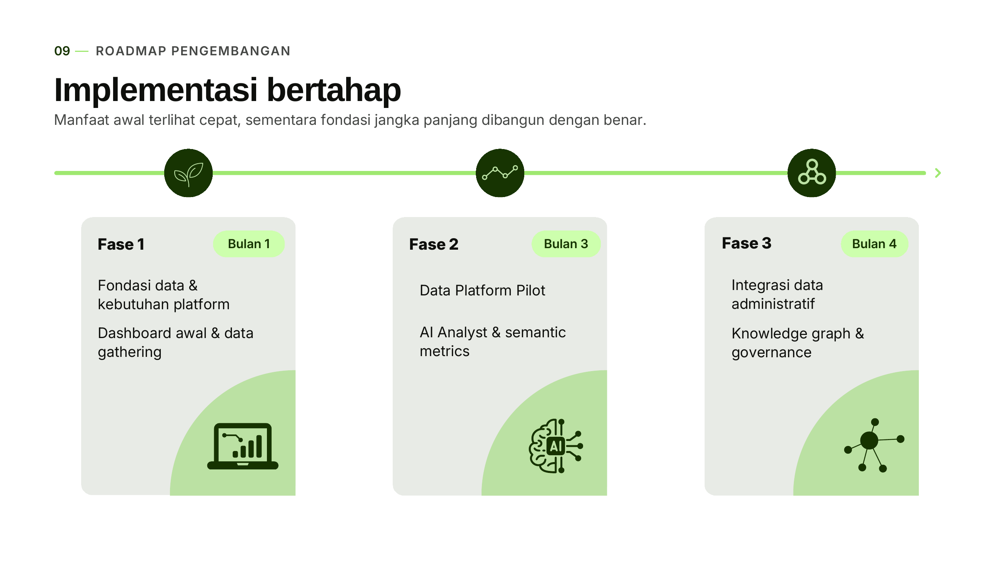 09 — ROADMAP PENGEMBANGAN
Implementasi bertahap
Manfaat awal terlihat cepat, sementara fondasi jangka panjang dibangun dengan benar.
Fase 1
Bulan 1
Fondasi data &
kebutuhan platform
Dashboard awal & data
gathering
Fase 2
Bulan 3
Data Platform Pilot
AI Analyst & semantic
metrics
AI
Fase 3
Bulan 4
Integrasi data
administratif
Knowledge graph &
governance